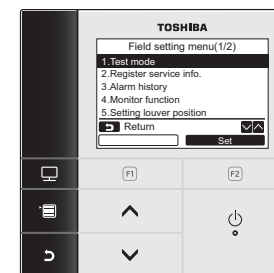 TOSHIBA
Field setting menu(1/2)
1.Test mode
2.Register service info.
3.Alarm history
4.Monitor function
5.Setting louver position
Return
Set
F1
F2